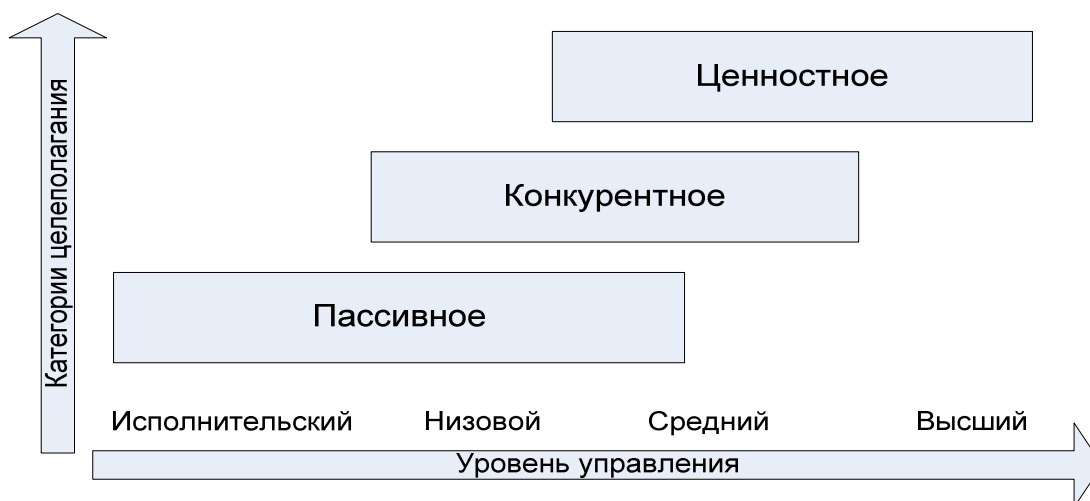 Ценностное
Конкурентное
Пассивное
Категории целеполагания
Исполнительский Низовой Средний Высший
Уровень управления